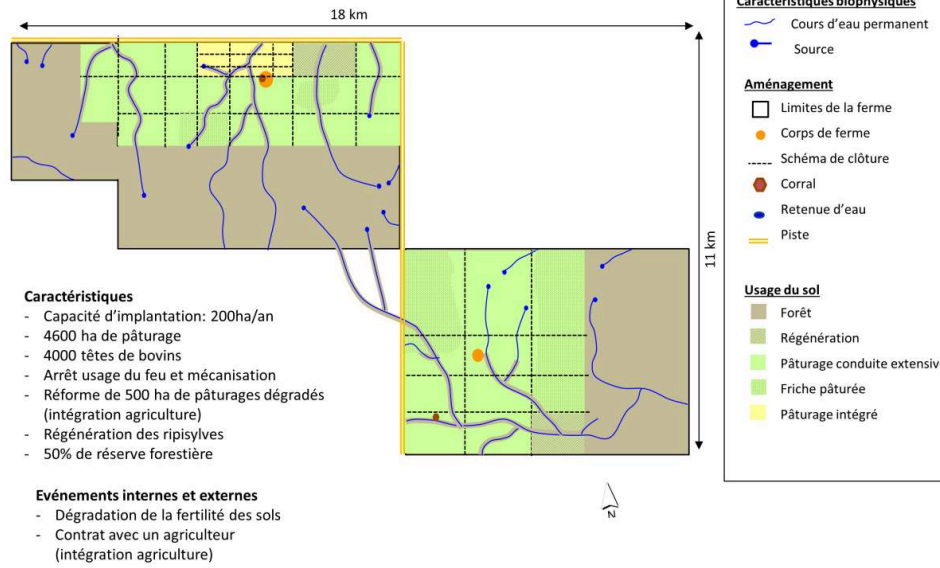 18 km
11 km
Caractéristiques
- Capacité d'implantation: 200ha/an
- 4600 ha de pâturage
- 4000 têtes de bovins
- Arrêt usage du feu et mécanisation
- Réforme de 500 ha de pâturages dégradés
(intégration agriculture)
- Régénération des ripisylves
- 50% de réserve forestière
Evénements internes et externes
- Dégradation de la fertilité des sols
- Contrat avec un agriculteur
(intégration agriculture)
N
Caractéristiques biophysiques
Cours d'eau permanent
Source
Aménagement
Limites de la ferme
Corps de ferme
Schéma de clôture
Corral
Retenue d'eau
Piste
Usage du sol
Forêt
Régénération
Pâturage conduite extensive
Friche pâturée
Pâturage intégré